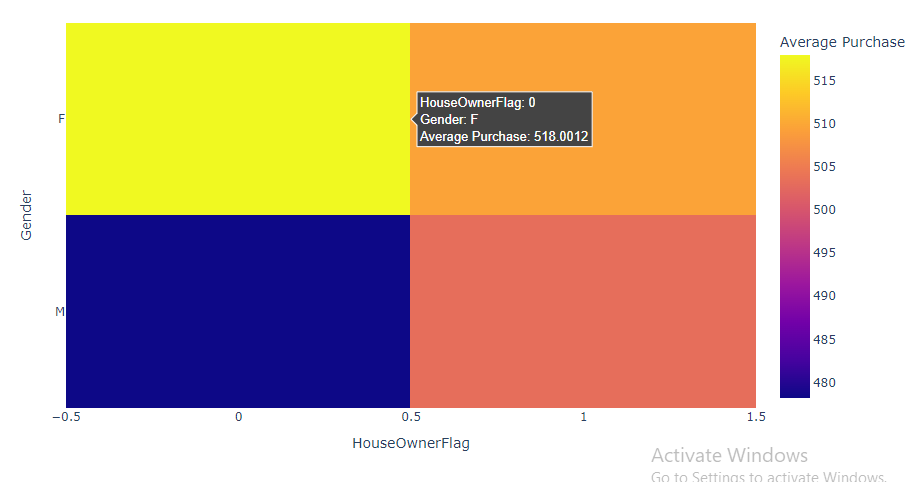 Average Purchase
515
510
505
500
495
490
485
480
HouseOwnerFlag: 0
Gender: F
Average Purchase: 518.0012
F
M
Gender
−0.5
0
0.5
1
1.5
HouseOwnerFlag
Activate Windows
Go to Settings to activate Windows.